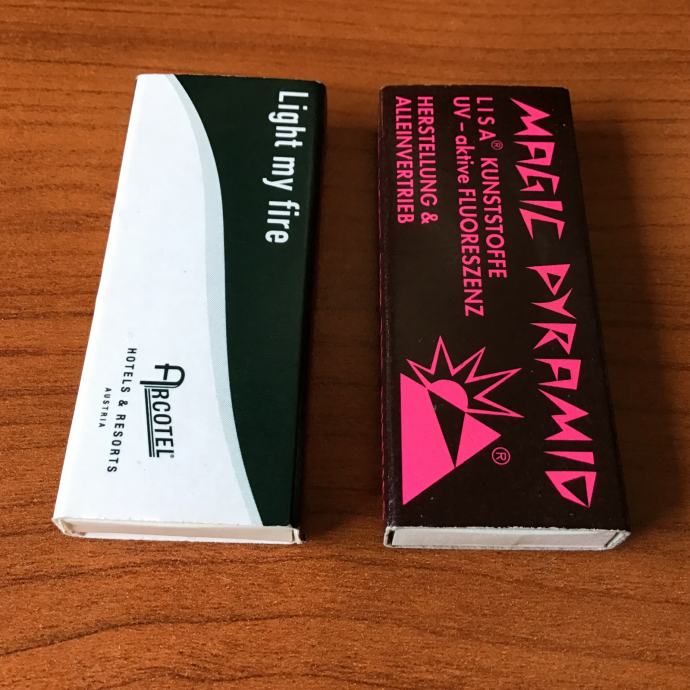 Light my fire
ARCOTEL®
HOTELS & RESORTS
AUSTRIA
MAGIC PYRAMID
LISA® KUNSTSTOFFE
UV-aktive FLUORESZENZ
HERSTELLUNG &
ALLEINVERTRIEB
®